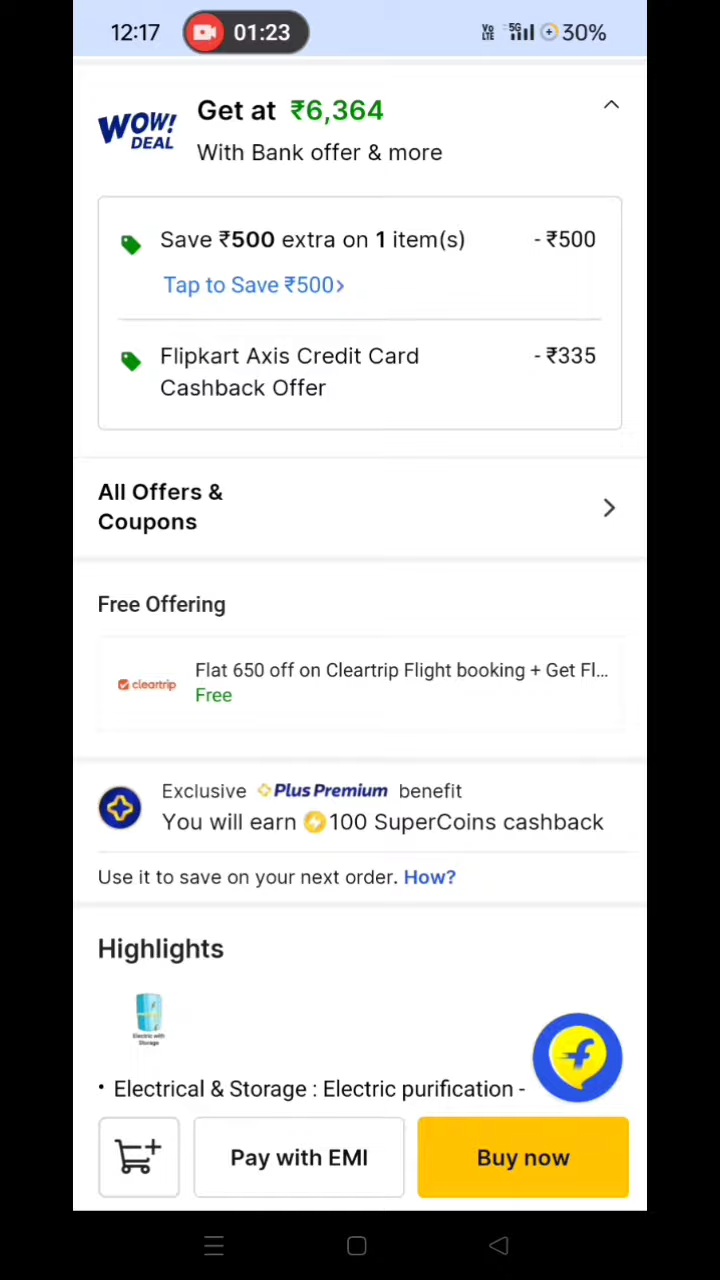 12:17
01:23
Vo
LTE
5G
30%
WOW!
DEAL
Get at ₹6,364
With Bank offer & more
Save ₹500 extra on 1 item(s) - ₹500
Tap to Save ₹500>
Flipkart Axis Credit Card - ₹335
Cashback Offer
All Offers &
Coupons
Free Offering
cleartrip
Flat 650 off on Cleartrip Flight booking + Get Fl...
Free
Exclusive Plus Premium benefit
You will earn 100 SuperCoins cashback
Use it to save on your next order. How?
Highlights
Electric with
Storage
• Electrical & Storage : Electric purification -
Pay with EMI
Buy now